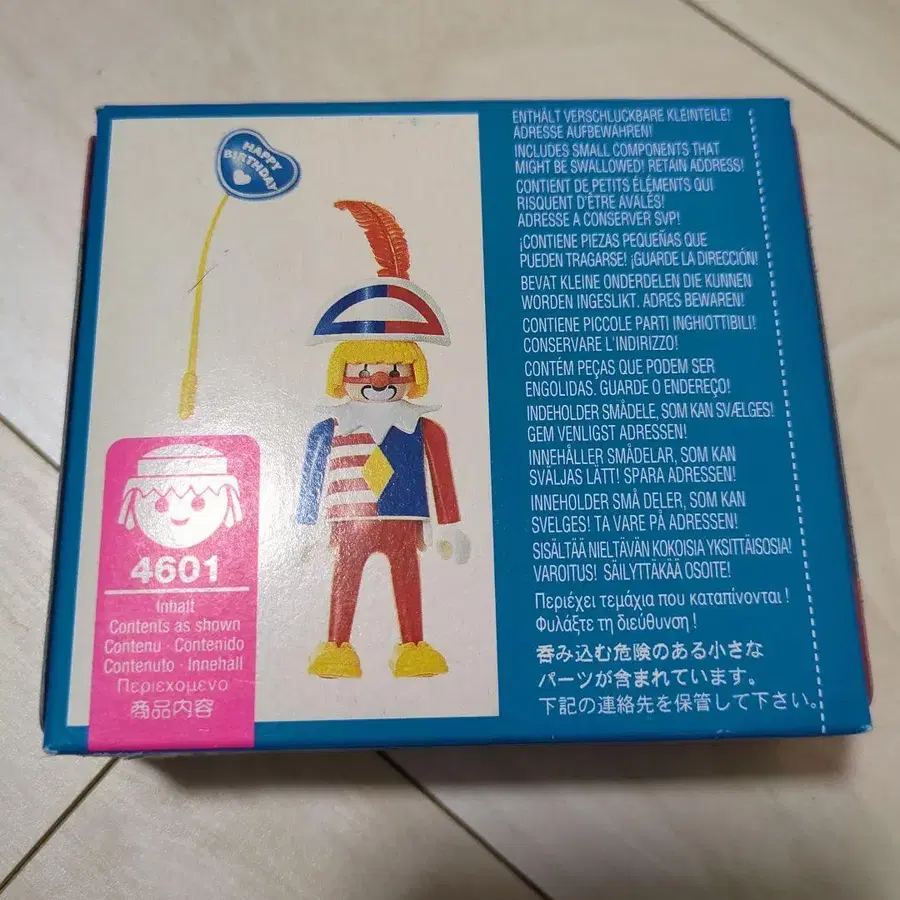 HAPPY
BIRTHDAY
4601
Inhalt
Contents as shown
Contenu · Contenido
Contenuto · Innehall
Περιεχομενο
商品内容
ENTHÄLT VERSCHLUCKBARE KLEINTEILE!
ADRESSE AUFBEWAHREN!
INCLUDES SMALL COMPONENTS THAT
MIGHT BE SWALLOWED! RETAIN ADDRESS!
CONTIENT DE PETITS ÉLÉMENTS QUI
RISQUENT D'ÊTRE AVALÉS!
ADRESSE A CONSERVER SVP!
¡CONTIENE PIEZAS PEQUEÑAS QUE
PUEDEN TRAGARSE! ¡GUARDE LA DIRECCIÓN!
BEVAT KLEINE ONDERDELEN DIE KUNNEN
WORDEN INGESLIKT. ADRES BEWAREN!
CONTIENE PICCOLE PARTI INGHIOTTIBILI!
CONSERVARE L'INDIRIZZO!
CONTÉM PEÇAS QUE PODEM SER
ENGOLIDAS. GUARDE O ENDEREÇO!
INDEHOLDER SMÅDELE, SOM KAN SVÆLGES!
GEM VENLIGST ADRESSEN!
INNEHÅLLER SMÅDELAR, SOM KAN
SVÄLJAS LÄTT! SPARA ADRESSEN!
INNEHOLDER SMÅ DELER, SOM KAN
SVELGES! TA VARE PÅ ADRESSEN!
SISÄLTÄÄ NIELTÄVÄN KOKOISIA YKSITTÄISOSIA!
VAROITUS! SÄILYTTÄKÄÄ OSOITE!
Περιέχει τεμάχια που καταπίνονται!
Φυλάξτε τη διεύθυνση!
呑み込む危険のある小さな
パーツが含まれています。
下記の連絡先を保管して下さい。